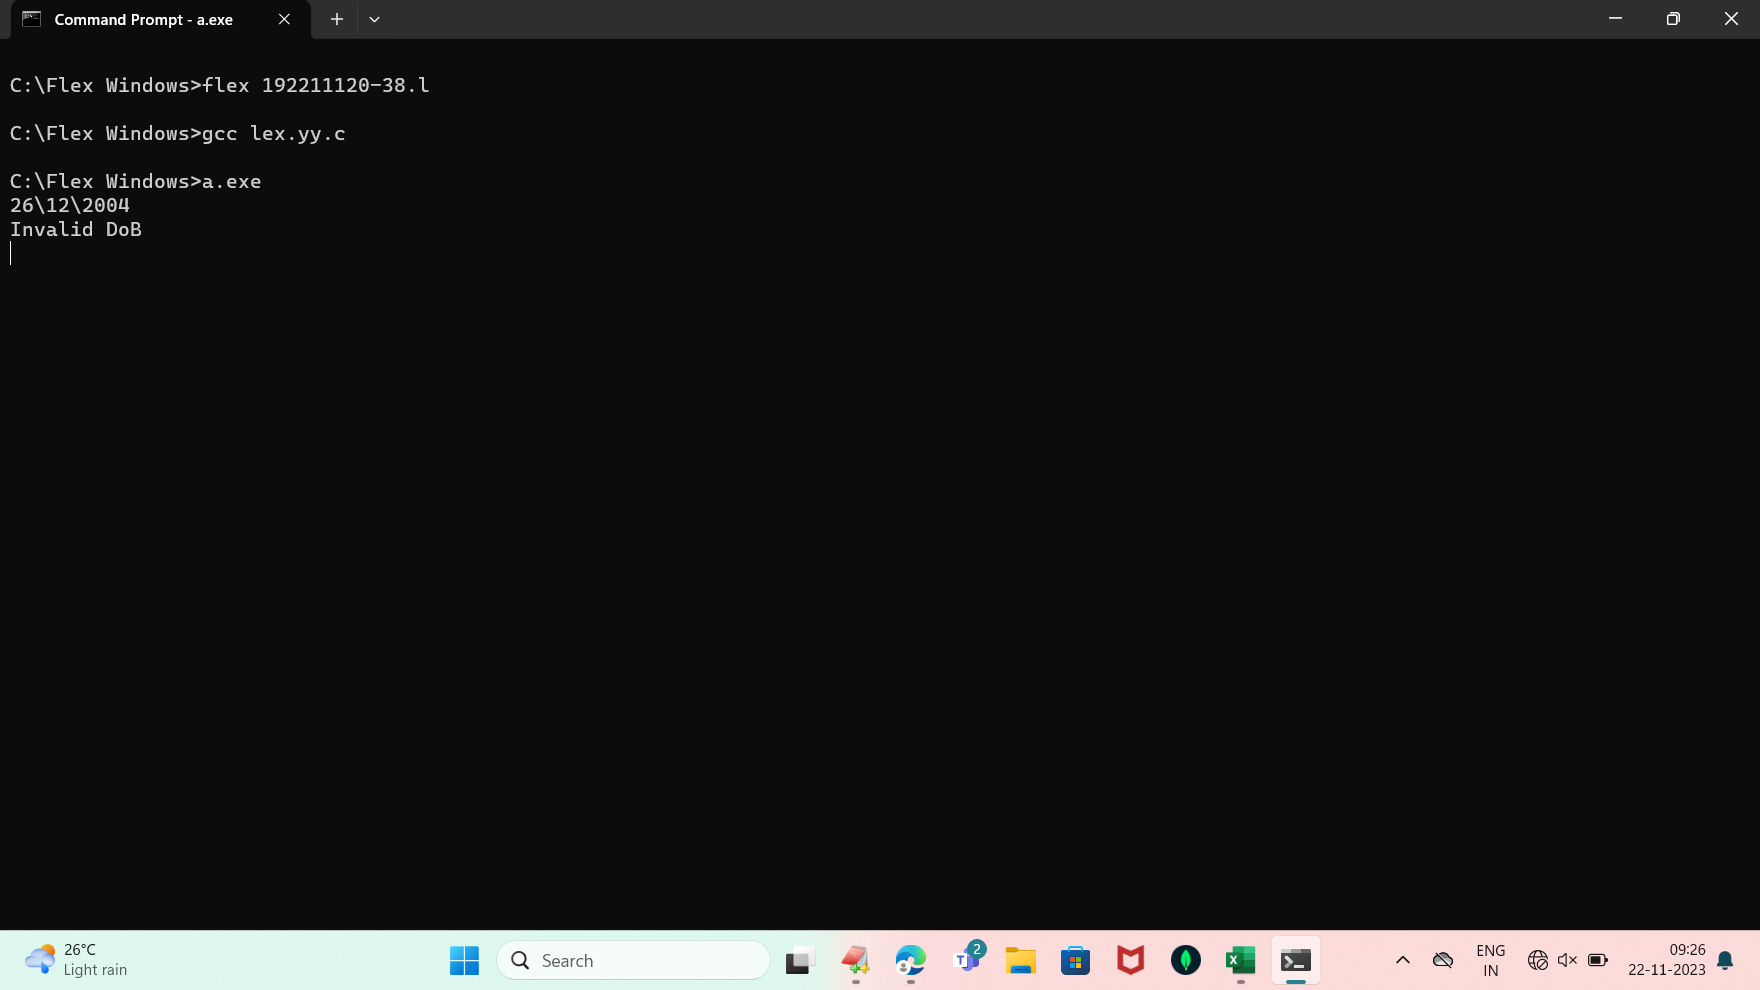 Command Prompt - a.exe
C:\Flex Windows>flex 192211120-38.l
C:\Flex Windows>gcc lex.yy.c
C:\Flex Windows>a.exe
26\12\2004
Invalid DoB
26°C
Light rain
Search
2
ENG
IN
09:26
22-11-2023